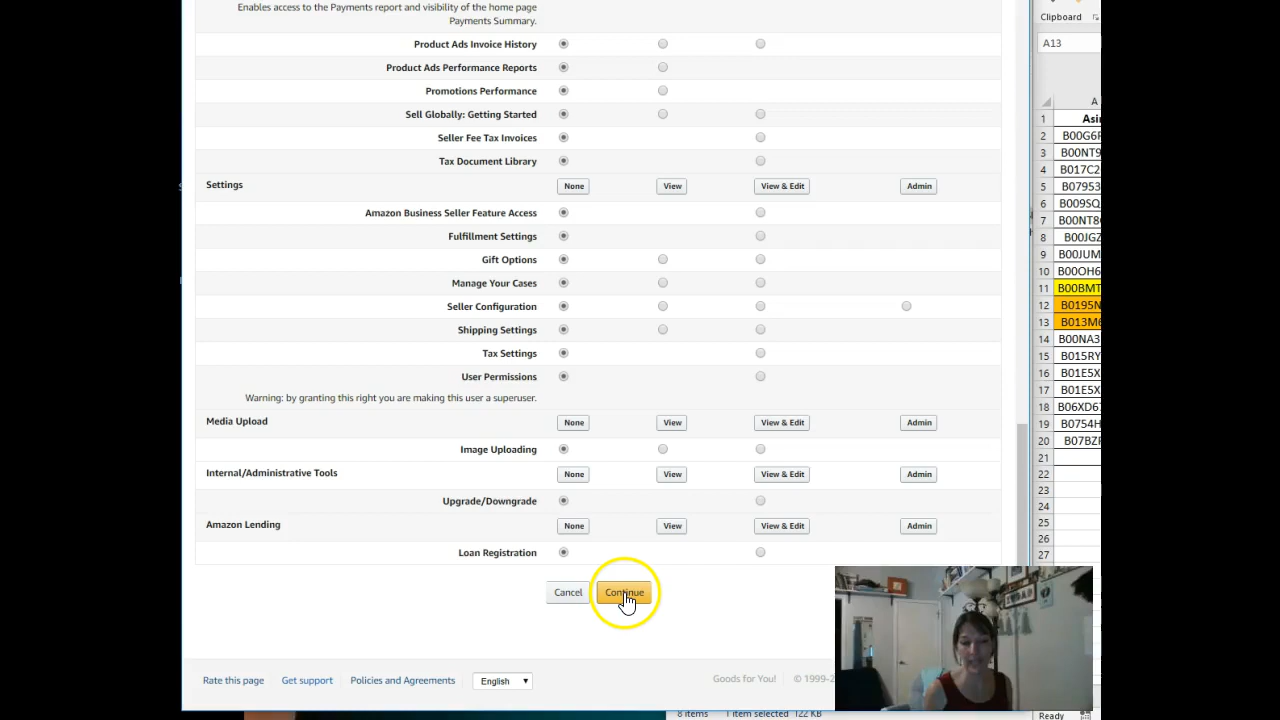 Enables access to the Payments report and visibility of the home page
Payments Summary.
Product Ads Invoice History
Product Ads Performance Reports
Promotions Performance
Sell Globally: Getting Started
Seller Fee Tax Invoices
Tax Document Library
Settings None View View & Edit Admin
Amazon Business Seller Feature Access
Fulfillment Settings
Gift Options
Manage Your Cases
Seller Configuration
Shipping Settings
Tax Settings
User Permissions
Warning: by granting this right you are making this user a superuser.
Media Upload None View View & Edit Admin
Image Uploading
Internal/Administrative Tools None View View & Edit Admin
Upgrade/Downgrade
Amazon Lending None View View & Edit Admin
Loan Registration
Cancel Continue
Rate this page Get support Policies and Agreements English Goods for You! © 1999-2
8 items 1 item selected 122 KB
Clipboard
A13
A
1 Asi
2 B00G6
3 B00NT9
4 B017C2
5 B07953
6 B009SQ
7 B00NT8
8 B00JGZ
9 B00JUM
10 B00OH6
11 B00BMT
12 B0195N
13 B013M6
14 B00NA3
15 B015RY
16 B01E5X
17 B01E5X
18 B06XD6
19 B0754H
20 B07BZ
21
22
23
24
25
26
27
Ready